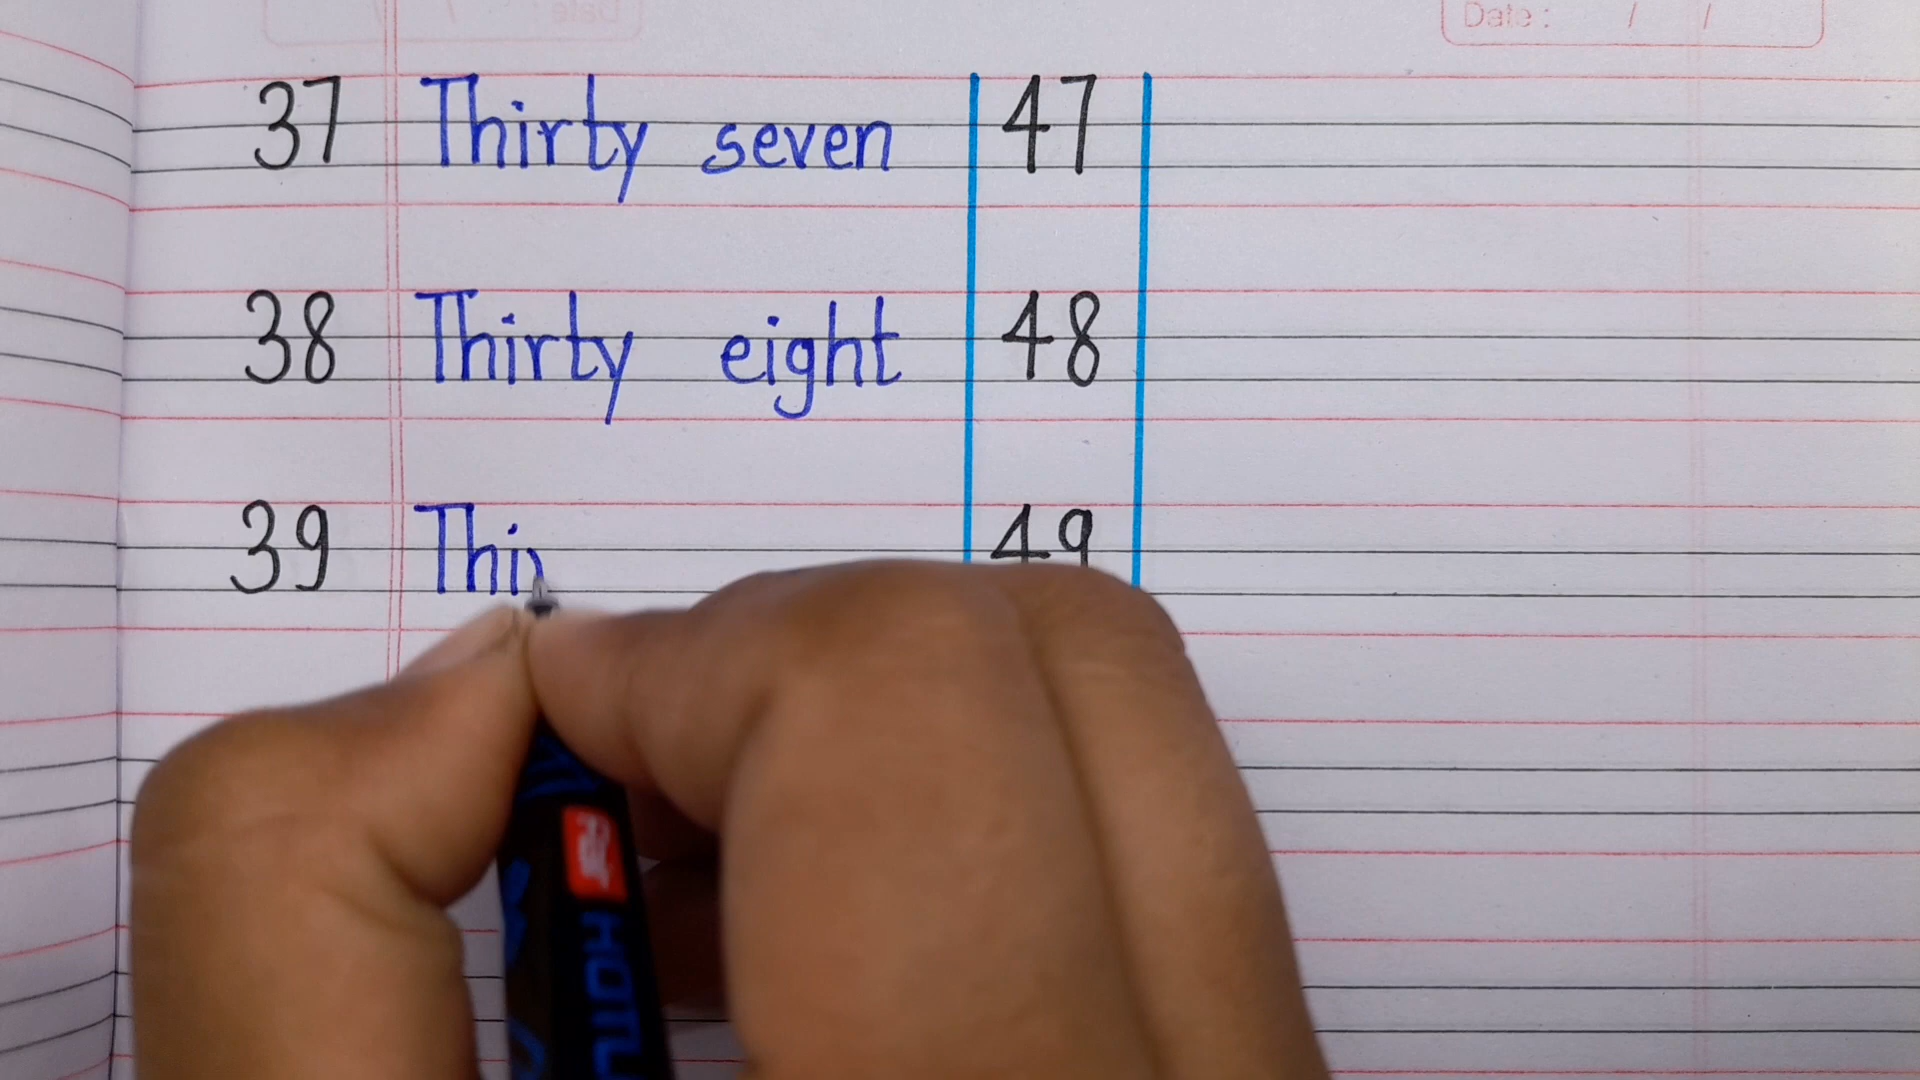 Date : / /
37 Thirty seven 47
38 Thirty eight 48
39 Thi 49